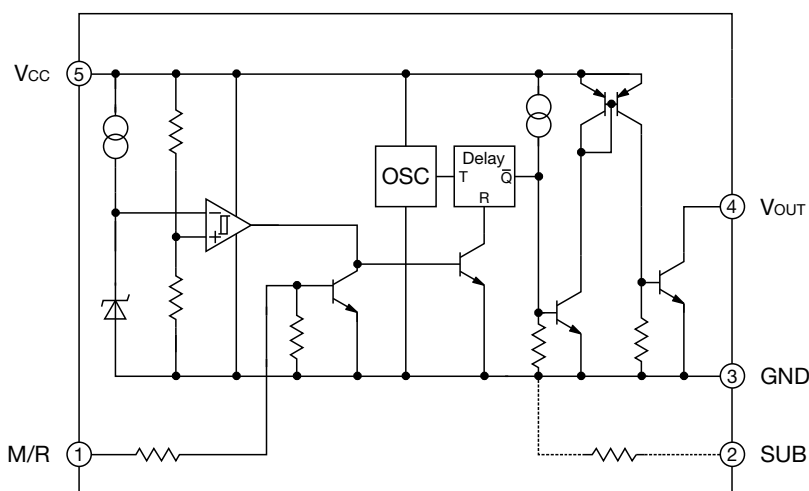 VCC 5
OSC
Delay
T Q̅
R
4 VOUT
− +
3 GND
M/R 1
2 SUB